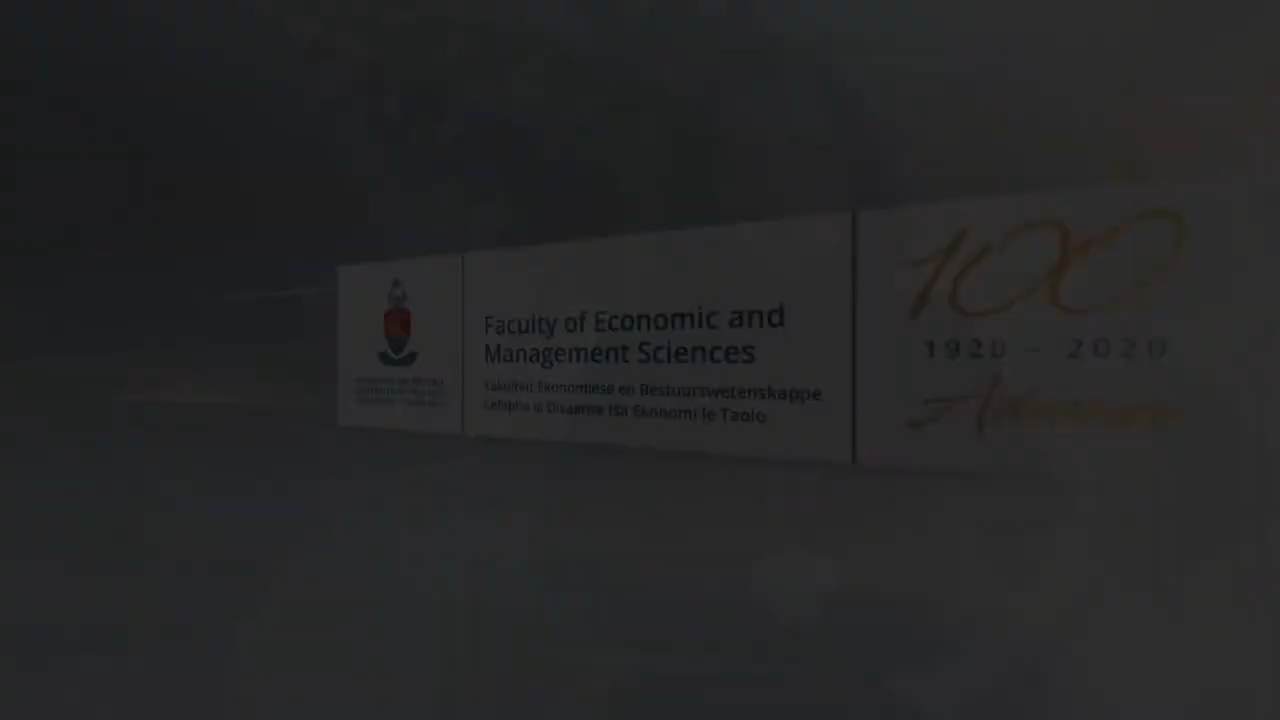 Faculty of Economic and
Management Sciences
Fakulteit Ekonomiese en Bestuurswetenskappe
Lefapha la Disaense tša Ekonomi le Taolo
100
1920 - 2020